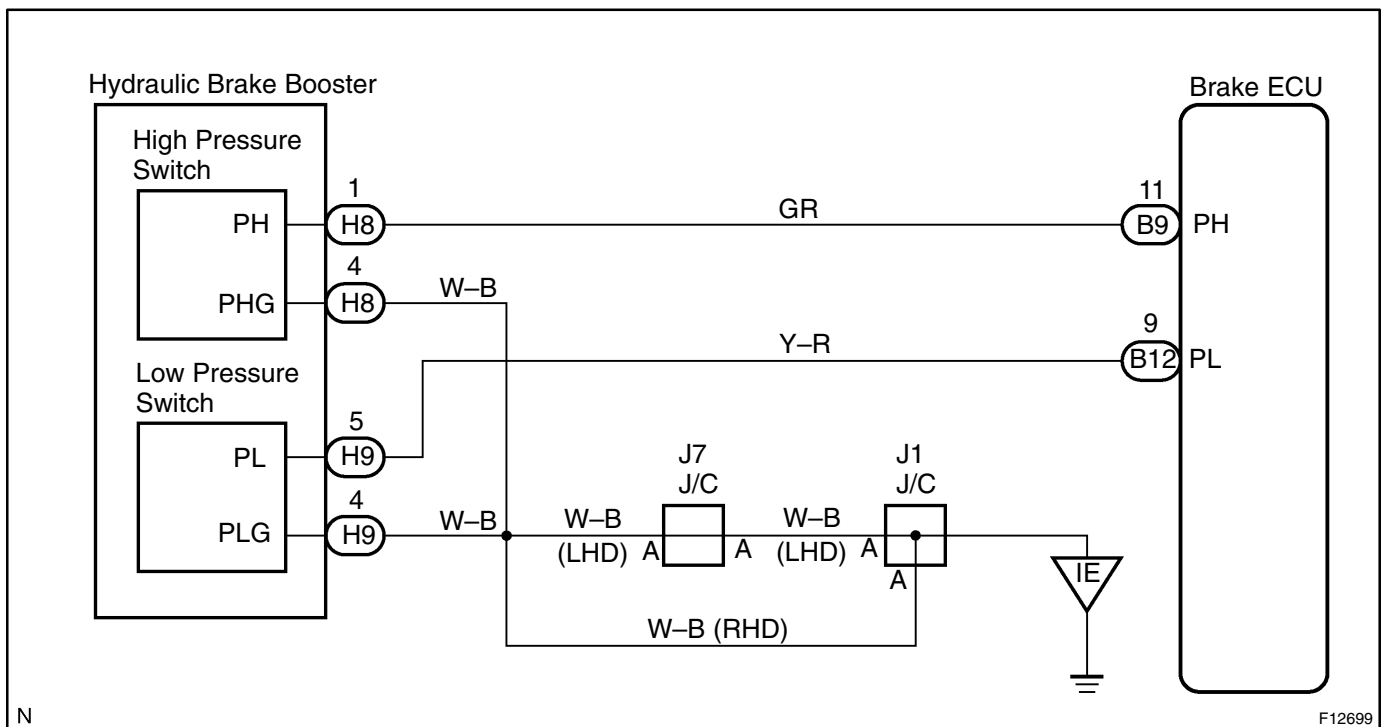 Hydraulic Brake Booster
Brake ECU
High Pressure
Switch
1
11
PH
H8
GR
B9
PH
4
PHG
H8
W–B
9
Y–R
B12
PL
Low Pressure
Switch
5
PL
H9
J7
J/C
J1
J/C
4
PLG
H9
W–B
W–B
(LHD)
A
A
W–B
(LHD)
A
A
IE
W–B (RHD)
N
F12699